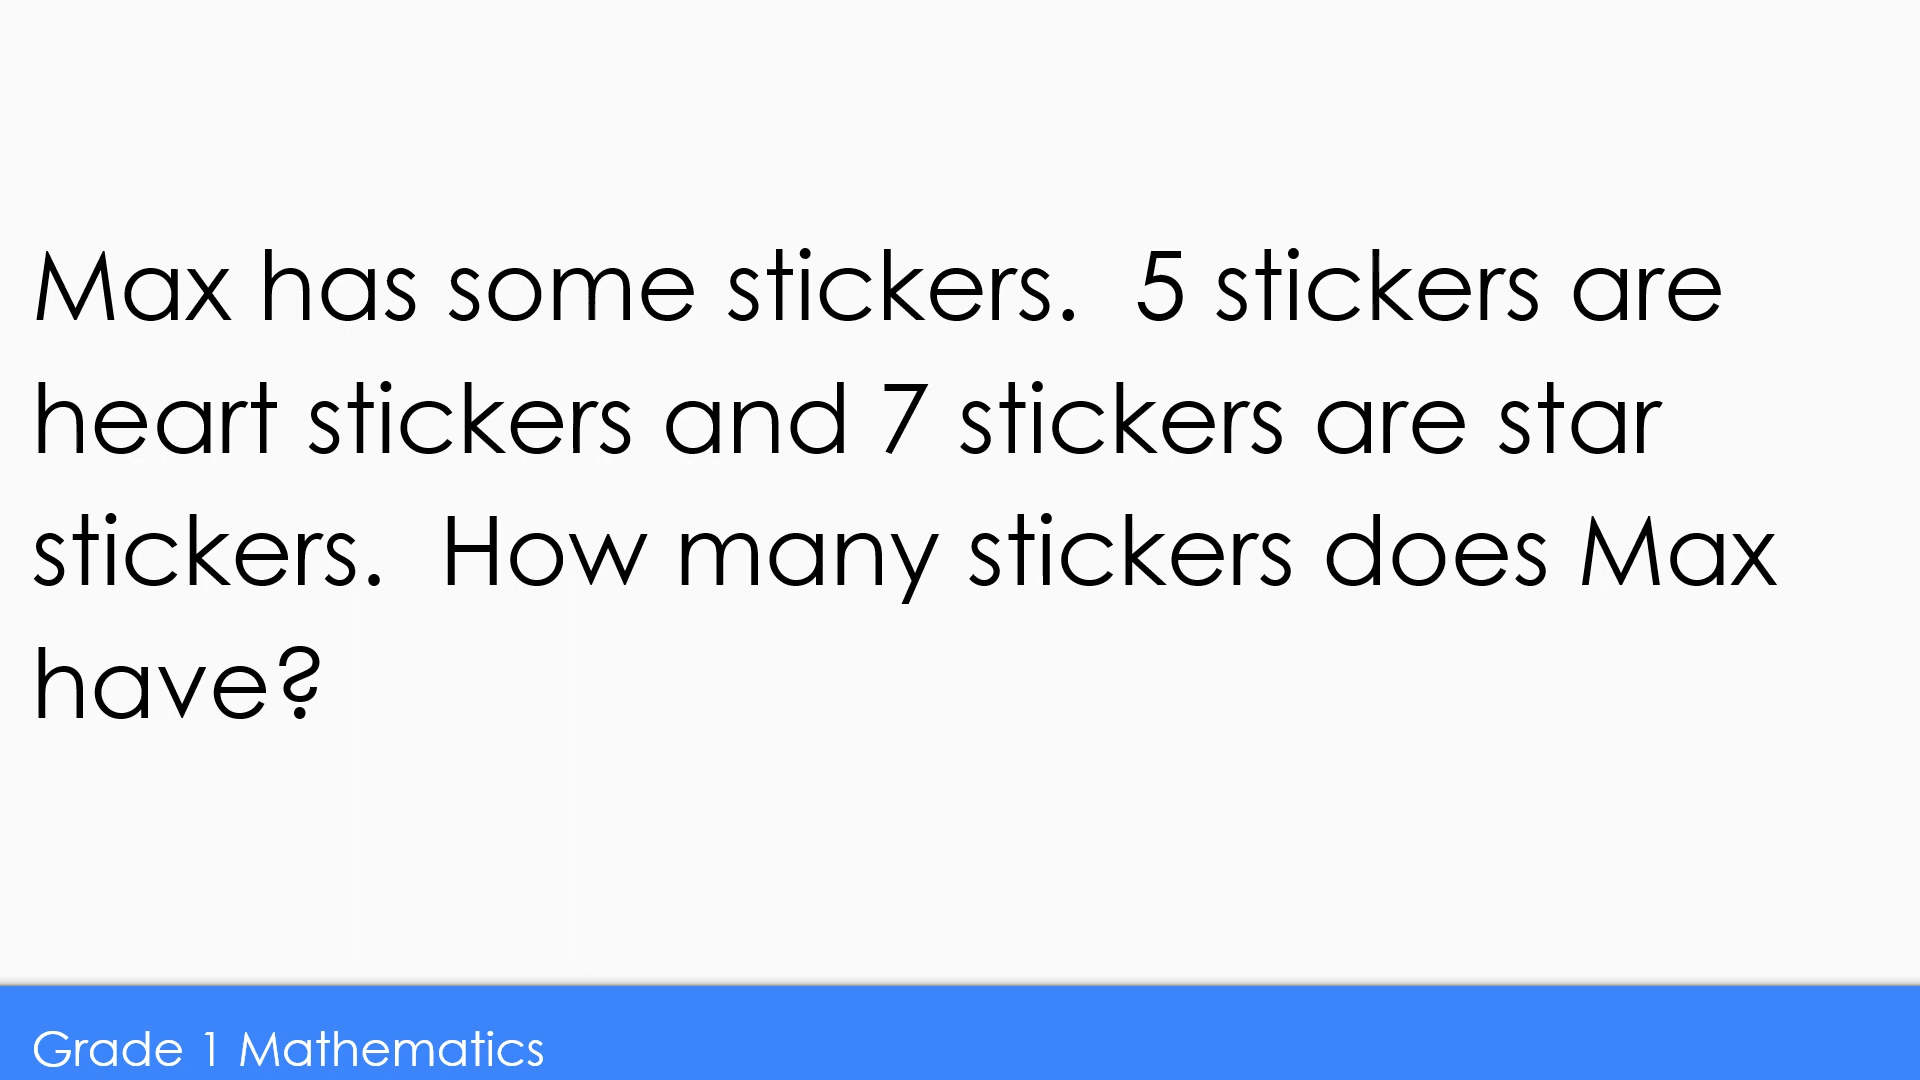 Max has some stickers.  5 stickers are
heart stickers and 7 stickers are star
stickers.  How many stickers does Max
have?
Grade 1 Mathematics